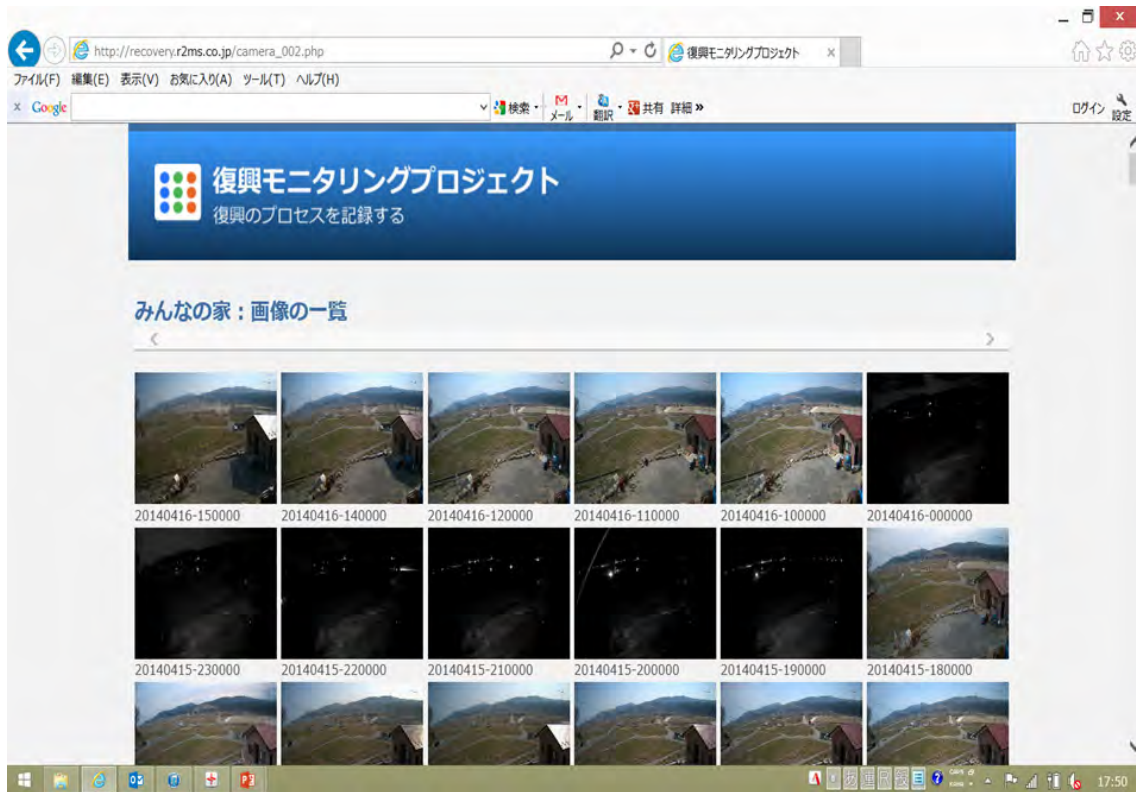 http://recovery.r2ms.co.jp/camera_002.php
復興モニタリングプロジェクト
ファイル(F) 編集(E) 表示(V) お気に入り(A) ツール(T) ヘルプ(H)
x Google 検索 メール 翻訳 共有 詳細 » ログイン 設定
復興モニタリングプロジェクト
復興のプロセスを記録する
みんなの家：画像の一覧
20140416-150000 20140416-140000 20140416-120000 20140416-110000 20140416-100000 20140416-000000
20140415-230000 20140415-220000 20140415-210000 20140415-200000 20140415-190000 20140415-180000
17:50